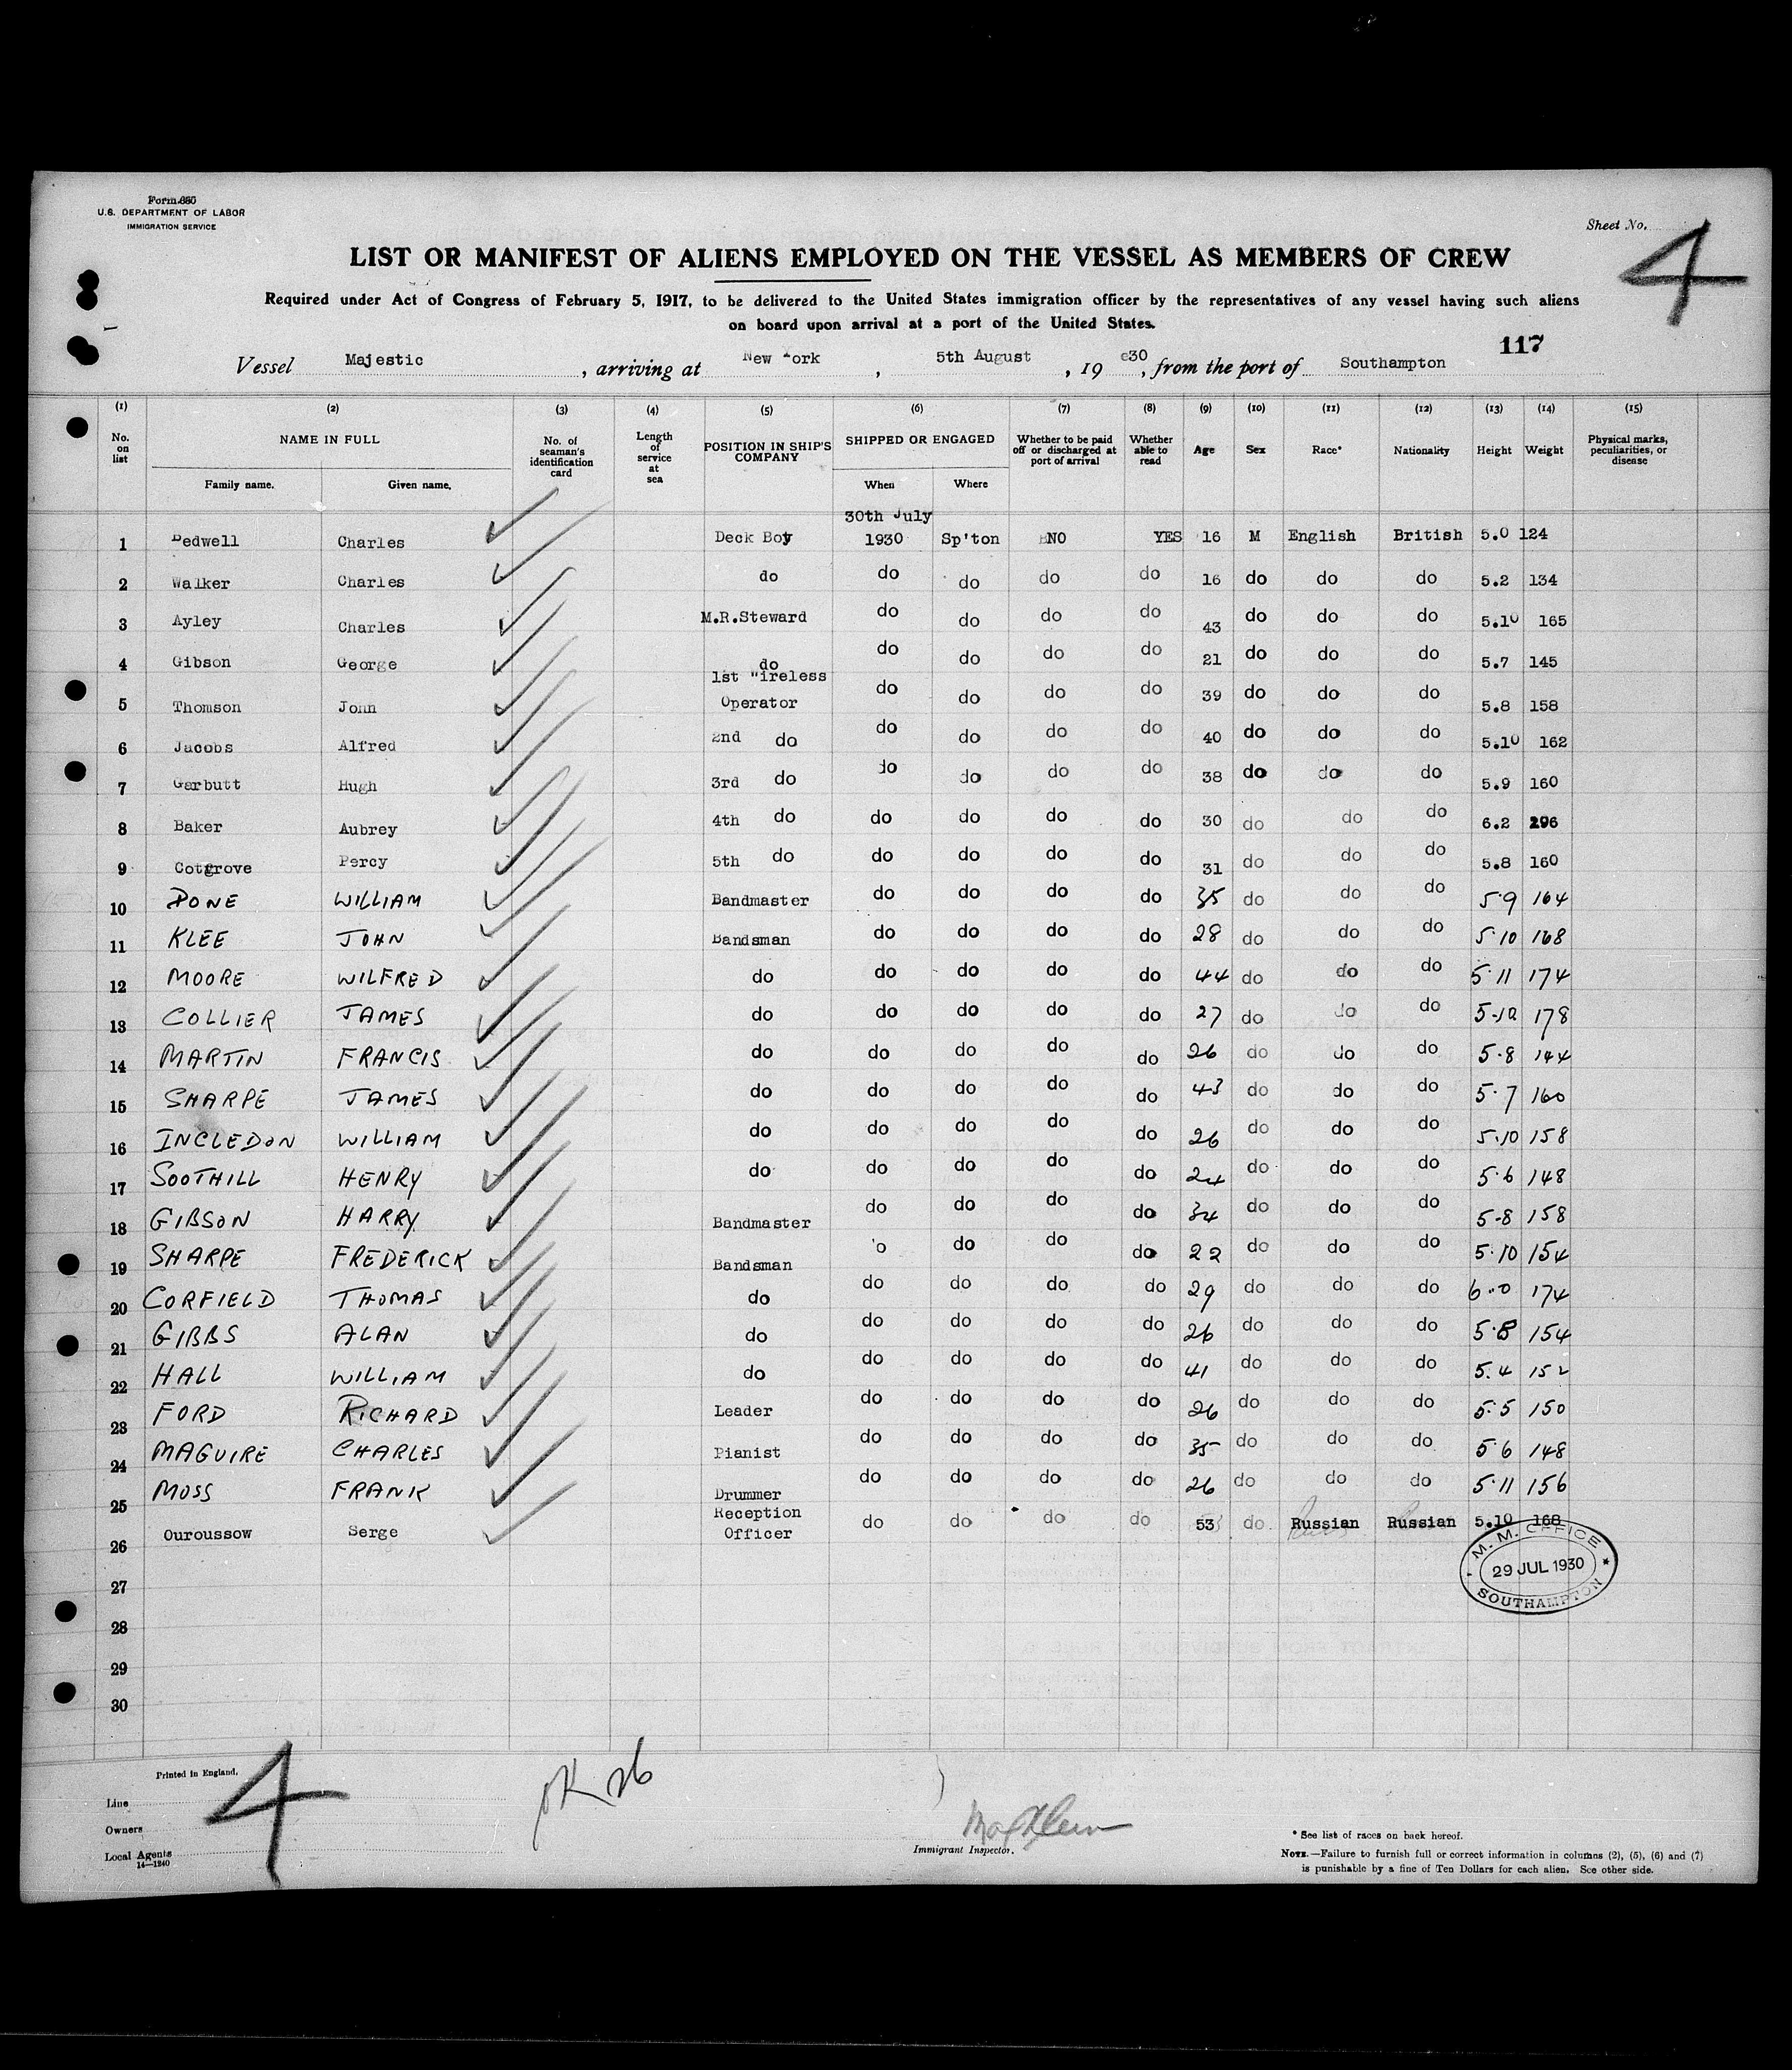 Form 680
U.S. DEPARTMENT OF LABOR
IMMIGRATION SERVICE
Sheet No. 4
LIST OR MANIFEST OF ALIENS EMPLOYED ON THE VESSEL AS MEMBERS OF CREW
Required under Act of Congress of February 5, 1917, to be delivered to the United States immigration officer by the representatives of any vessel having such aliens
on board upon arrival at a port of the United States.
117
Vessel Majestic , arriving at New York , 5th August , 19 30 , from the port of Southampton
(1) (2) (3) (4) (5) (6) (7) (8) (9) (10) (11) (12) (13) (14) (15)
No. on list NAME IN FULL No. of seaman's identification card Length of service at sea POSITION IN SHIP'S COMPANY SHIPPED OR ENGAGED Whether to be paid off or discharged at port of arrival Whether able to read Age Sex Race* Nationality Height Weight Physical marks, peculiarities, or disease
Family name. Given name. When Where
30th July
1 Pedwell Charles Deck Boy 1930 Sp'ton NO YES 16 M English British 5.0 124
2 Walker Charles do do do do do 16 do do do 5.2 134
3 Ayley Charles M.R.Steward do do do do 43 do do do 5.10 165
4 Gibson George do do do do do 21 do do do 5.7 145
1st Wireless
5 Thomson John Operator do do do do 39 do do do 5.8 158
6 Jacobs Alfred 2nd do do do do do 40 do do do 5.10 162
7 Garbutt Hugh 3rd do do do do do 38 do do do 5.9 160
8 Baker Aubrey 4th do do do do do 30 do do do 6.2 196
9 Cotgrove Percy 5th do do do do do 31 do do do 5.8 160
10 DONE WILLIAM Bandmaster do do do do 35 do do do 5.9 164
11 KLEE JOHN Bandsman do do do do 28 do do do 5.10 168
12 MOORE WILFRED do do do do do 44 do do do 5.11 174
13 COLLIER JAMES do do do do do 27 do do do 5.10 178
14 MARTIN FRANCIS do do do do do 26 do do do 5.8 144
15 SHARPE JAMES do do do do do 43 do do do 5.7 160
16 INCLEDON WILLIAM do do do do do 26 do do do 5.10 158
17 SOOTHILL HENRY do do do do do 24 do do do 5.6 148
18 GIBSON HARRY Bandmaster do do do do 34 do do do 5.8 158
19 SHARPE FREDERICK Bandsman do do do do 22 do do do 5.10 154
20 CORFIELD THOMAS do do do do do 29 do do do 6.0 174
21 GIBBS ALAN do do do do do 26 do do do 5.8 154
22 HALL WILLIAM do do do do do 41 do do do 5.4 152
23 FORD RICHARD Leader do do do do 26 do do do 5.5 150
24 MAGUIRE CHARLES Pianist do do do do 35 do do do 5.6 148
25 MOSS FRANK Drummer do do do do 26 do do do 5.11 156
Reception
26 Ouroussow Serge Officer do do do do 53 do Russian Russian 5.10 168
27
28
29
30
M. M. OFFICE
29 JUL 1930
SOUTHAMPTON
Printed in England.
4
OK 26
Line
Owners
Local Agents
14—1240
Immigrant Inspector.
* See list of races on back hereof.
NOTE.—Failure to furnish full or correct information in columns (2), (5), (6) and (7)
is punishable by a fine of Ten Dollars for each alien. See other side.